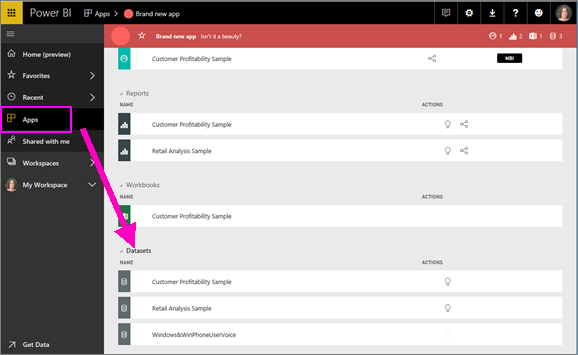 Power BI
Apps
Brand new app
?
Home (preview)
Favorites
Recent
Apps
Shared with me
Workspaces
My Workspace
Get Data
Brand new app Isn't it a beauty?
1 2 1 3
Customer Profitability Sample
MBI
Reports
NAME ACTIONS
Customer Profitability Sample
Retail Analysis Sample
Workbooks
NAME ACTIONS
Customer Profitability Sample
Datasets
NAME ACTIONS
Customer Profitability Sample
Retail Analysis Sample
Windows&WinPhoneUserVoice